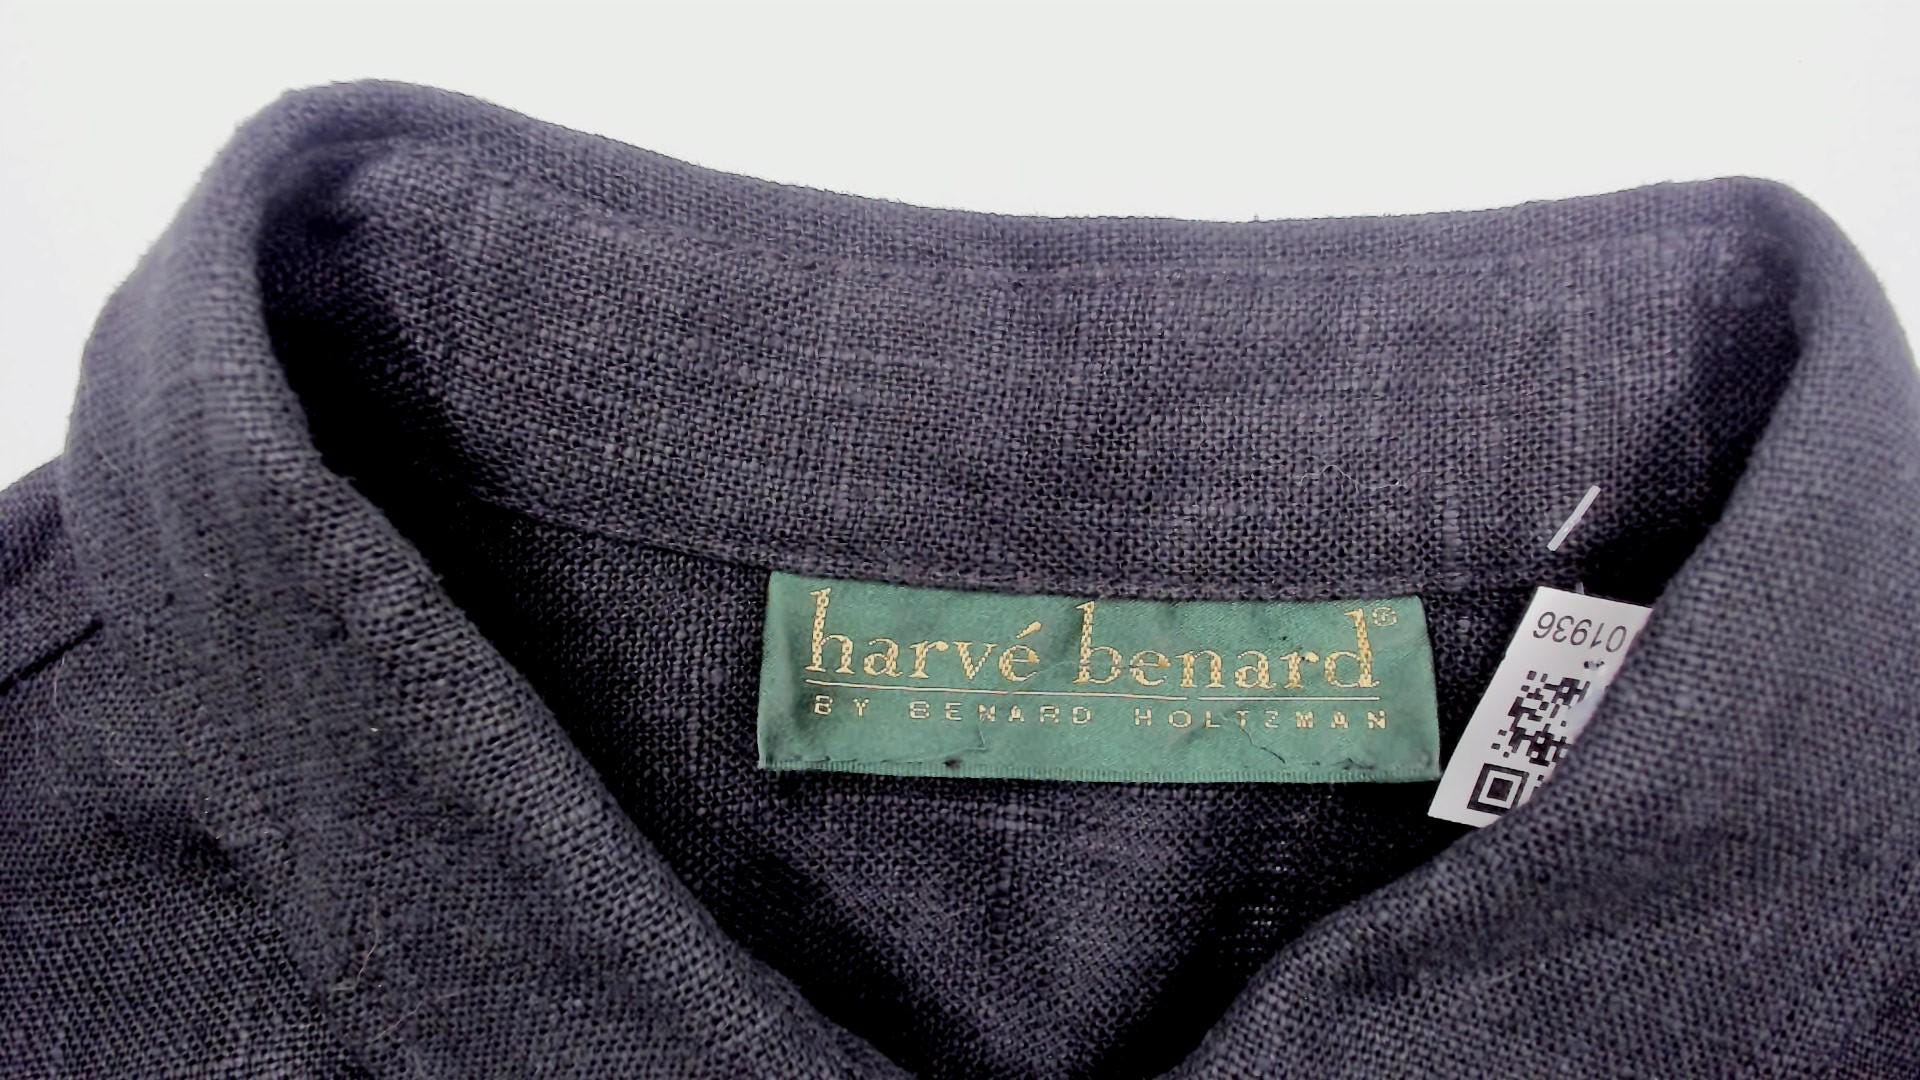 harvé benard®
BY BENARD HOLTZMAN
01936